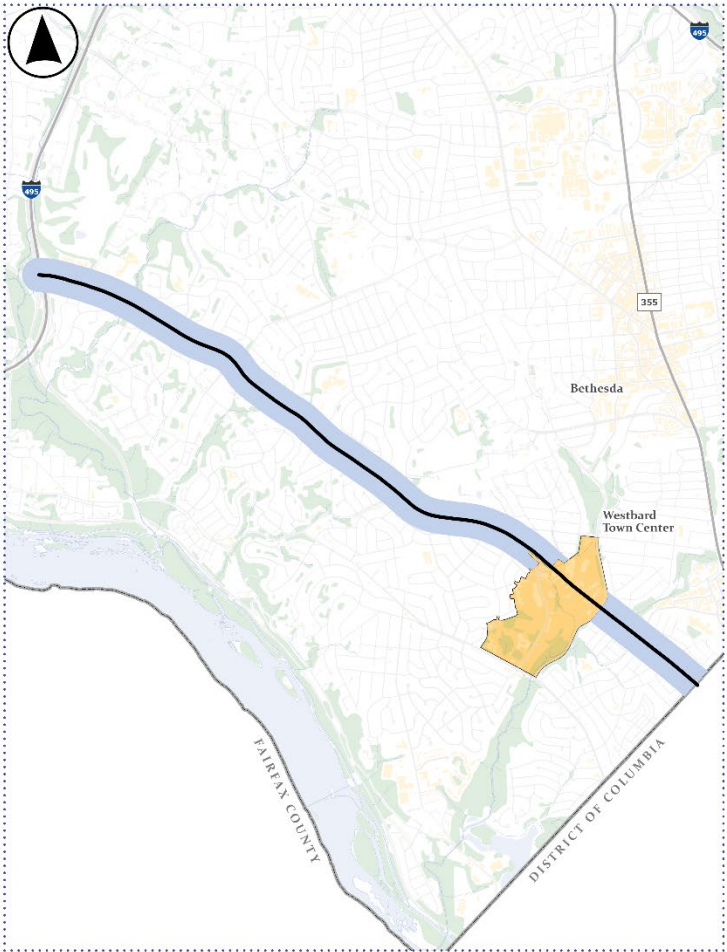 495
495
355
Bethesda
Westbard
Town Center
FAIRFAX COUNTY
DISTRICT OF COLUMBIA